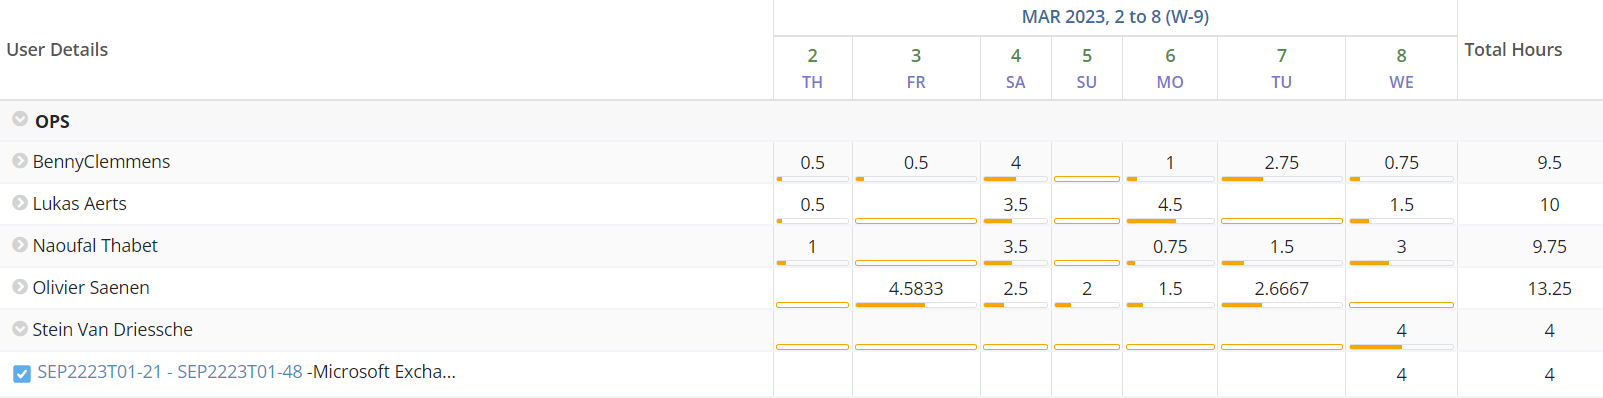 MAR 2023, 2 to 8 (W-9)
User Details 2 3 4 5 6 7 8 Total Hours
TH FR SA SU MO TU WE
OPS
BennyClemmens 0.5 0.5 4 1 2.75 0.75 9.5
Lukas Aerts 0.5 3.5 4.5 1.5 10
Naoufal Thabet 1 3.5 0.75 1.5 3 9.75
Olivier Saenen 4.5833 2.5 2 1.5 2.6667 13.25
Stein Van Driessche 4 4
SEP2223T01-21 - SEP2223T01-48 -Microsoft Excha... 4 4